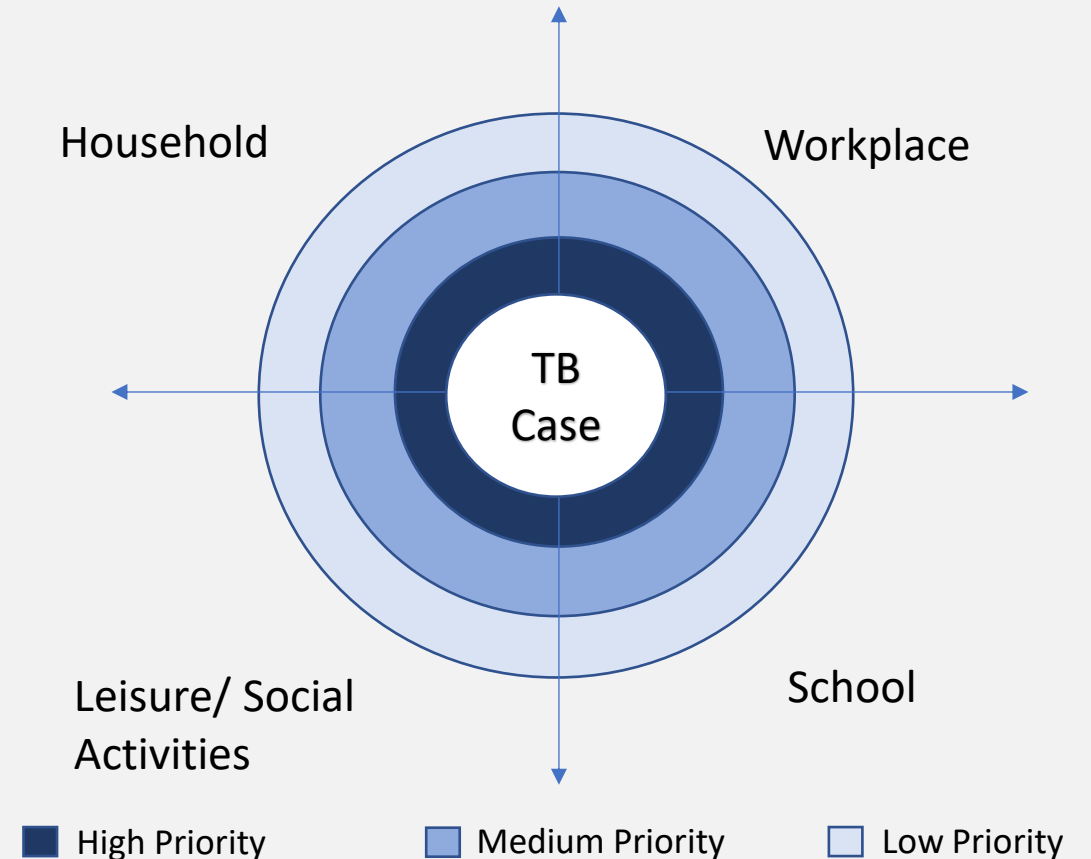 Household
Workplace
TB
Case
Leisure/ Social
Activities
School
High Priority
Medium Priority
Low Priority